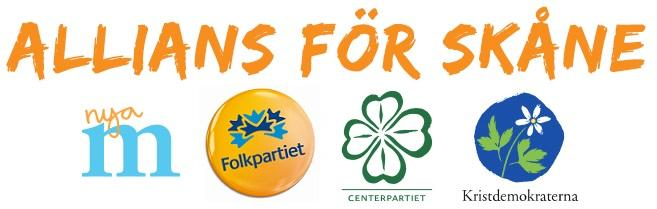 ALLIANS FÖR SKÅNE
nya
m
Folkpartiet
CENTERPARTIET
Kristdemokraterna